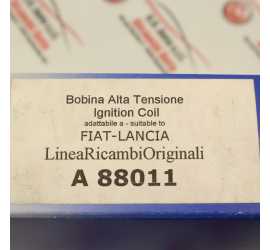 Bobina Alta Tensione
Ignition Coil
adattabile a - suitable to
FIAT-LANCIA
LineaRicambiOriginali
A 88011